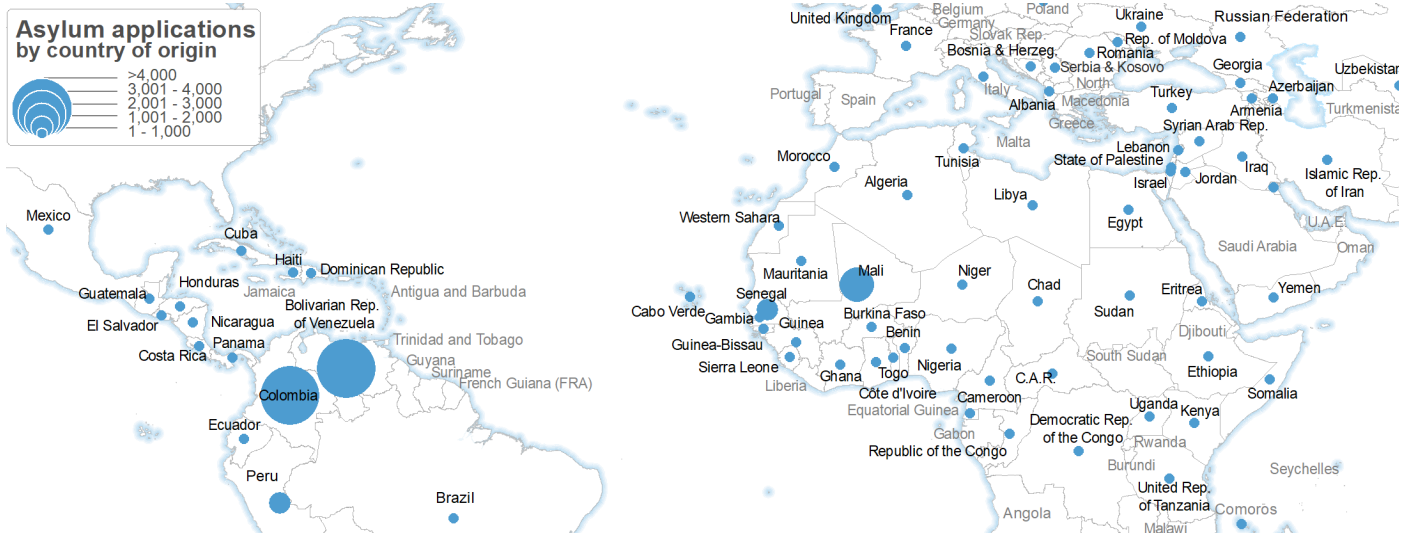 Asylum applications
by country of origin
>4,000
3,001 - 4,000
2,001 - 3,000
1,001 - 2,000
1 - 1,000
United Kingdom
Belgium
Poland
Germany
Ukraine
Russian Federation
France
Slovak Rep.
Rep. of Moldova
Bosnia & Herzeg.
Romania
Serbia & Kosovo
Georgia
Uzbekistan
Portugal
Spain
Italy
North
Macedonia
Albania
Turkey
Azerbaijan
Armenia
Turkmenista
Greece
Syrian Arab Rep.
Malta
Lebanon
Morocco
Tunisia
State of Palestine
Iraq
Islamic Rep.
of Iran
Algeria
Israel
Jordan
Libya
Mexico
Western Sahara
Egypt
U.A.E.
Cuba
Saudi Arabia
Oman
Haiti
Dominican Republic
Mauritania
Mali
Niger
Honduras
Guatemala
Jamaica
Antigua and Barbuda
Senegal
Chad
Eritrea
Yemen
Bolivarian Rep.
of Venezuela
Cabo Verde
Gambia
Guinea
Burkina Faso
Sudan
El Salvador
Nicaragua
Benin
Djibouti
Panama
Trinidad and Tobago
Guinea-Bissau
Costa Rica
Guyana
Suriname
French Guiana (FRA)
Sierra Leone
Liberia
Ghana
Togo
Nigeria
South Sudan
Ethiopia
C.A.R.
Côte d'Ivoire
Cameroon
Somalia
Colombia
Equatorial Guinea
Uganda
Kenya
Ecuador
Gabon
Democratic Rep.
of the Congo
Rwanda
Republic of the Congo
Burundi
Seychelles
Peru
United Rep.
of Tanzania
Brazil
Angola
Comoros
Malawi